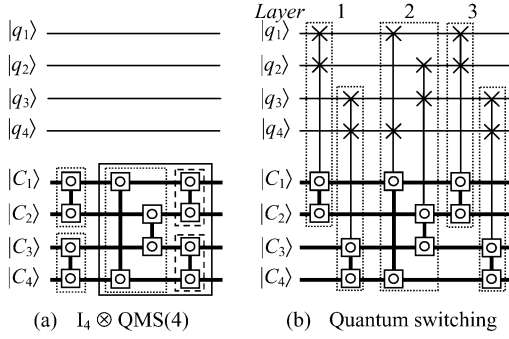 Layer 1 2 3
|q₁⟩ |q₁⟩
|q₂⟩ |q₂⟩
|q₃⟩ |q₃⟩
|q₄⟩ |q₄⟩
|C₁⟩ |C₁⟩
|C₂⟩ |C₂⟩
|C₃⟩ |C₃⟩
|C₄⟩ |C₄⟩
(a) I₄ ⊗ QMS(4) (b) Quantum switching